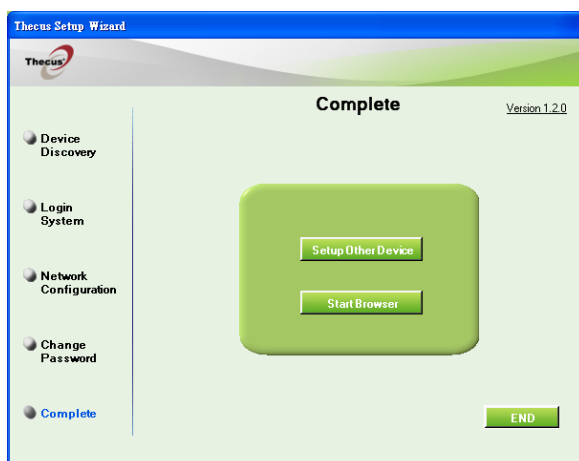 Thecus Setup Wizard
Thecus
Complete
Version 1.2.0
Device
Discovery
Login
System
Network
Configuration
Change
Password
Complete
Setup Other Device
Start Browser
END